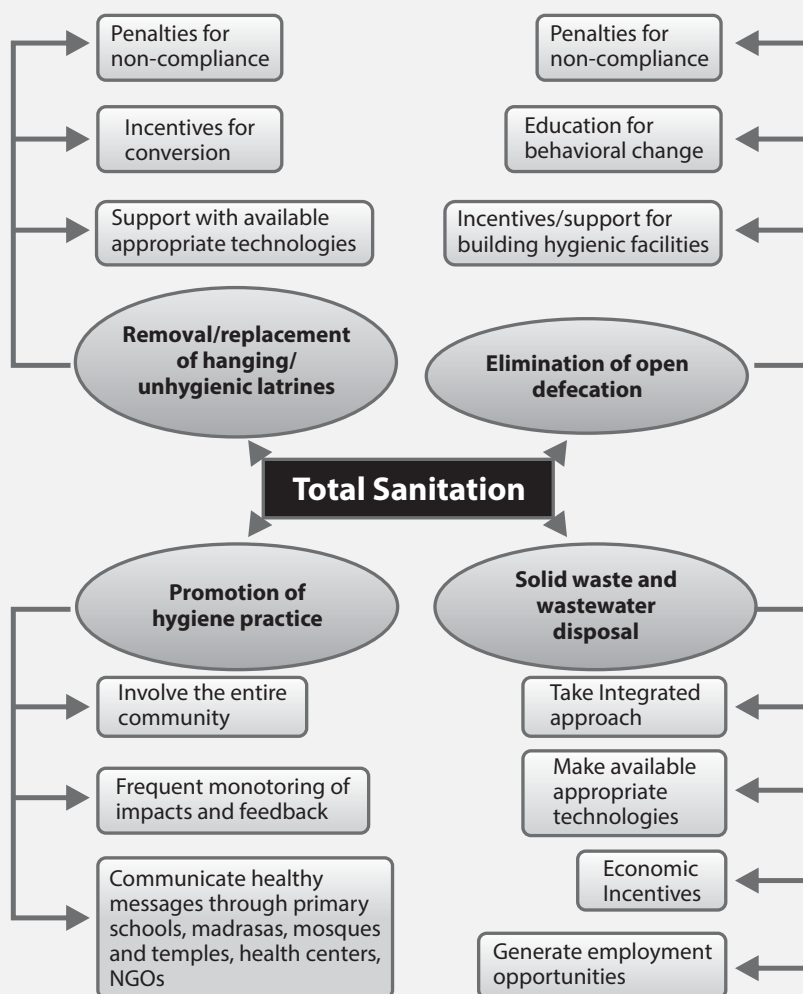 Penalties for
non-compliance
Incentives for
conversion
Support with available
appropriate technologies
Removal/replacement
of hanging/
unhygienic latrines
Penalties for
non-compliance
Education for
behavioral change
Incentives/support for
building hygienic facilities
Elimination of open
defecation
Total Sanitation
Promotion of
hygiene practice
Involve the entire
community
Frequent monotoring of
impacts and feedback
Communicate healthy
messages through primary
schools, madrasas, mosques
and temples, health centers,
NGOs
Solid waste and
wastewater
disposal
Take Integrated
approach
Make available
appropriate
technologies
Economic
Incentives
Generate employment
opportunities